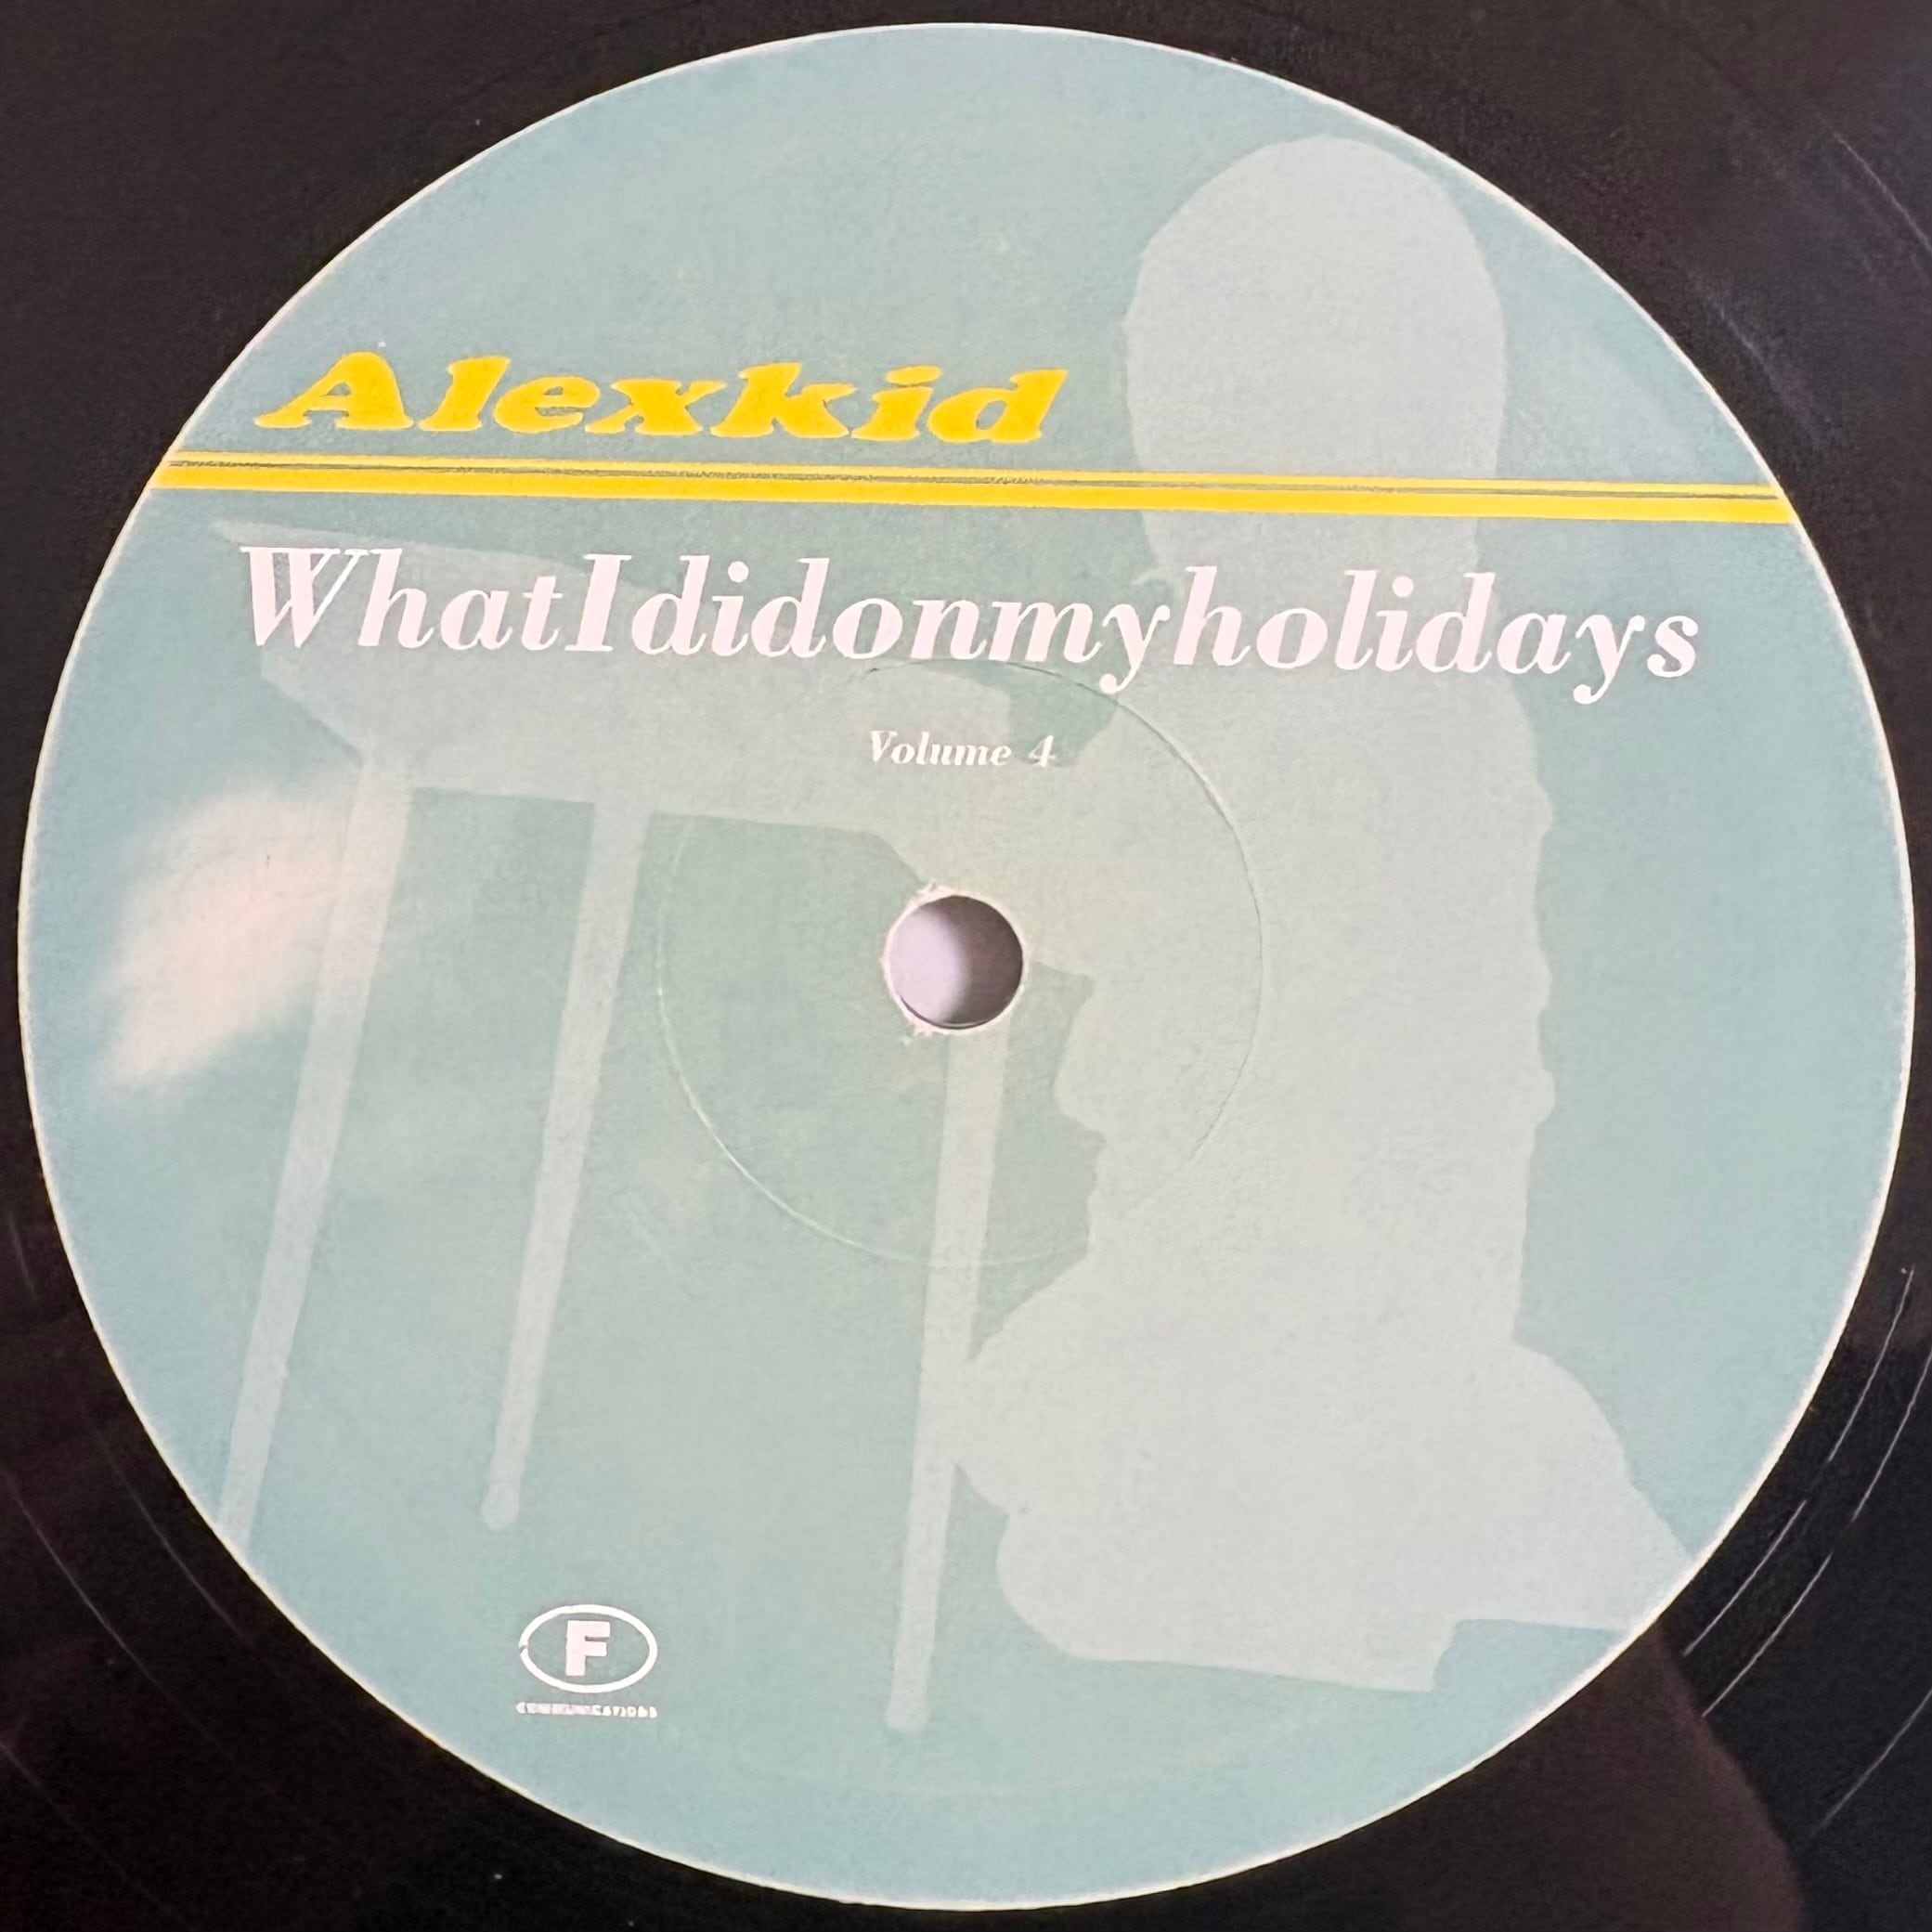 Alexkid
WhatIdidonmyholidays
Volume 4
F
COMMUNICATIONS